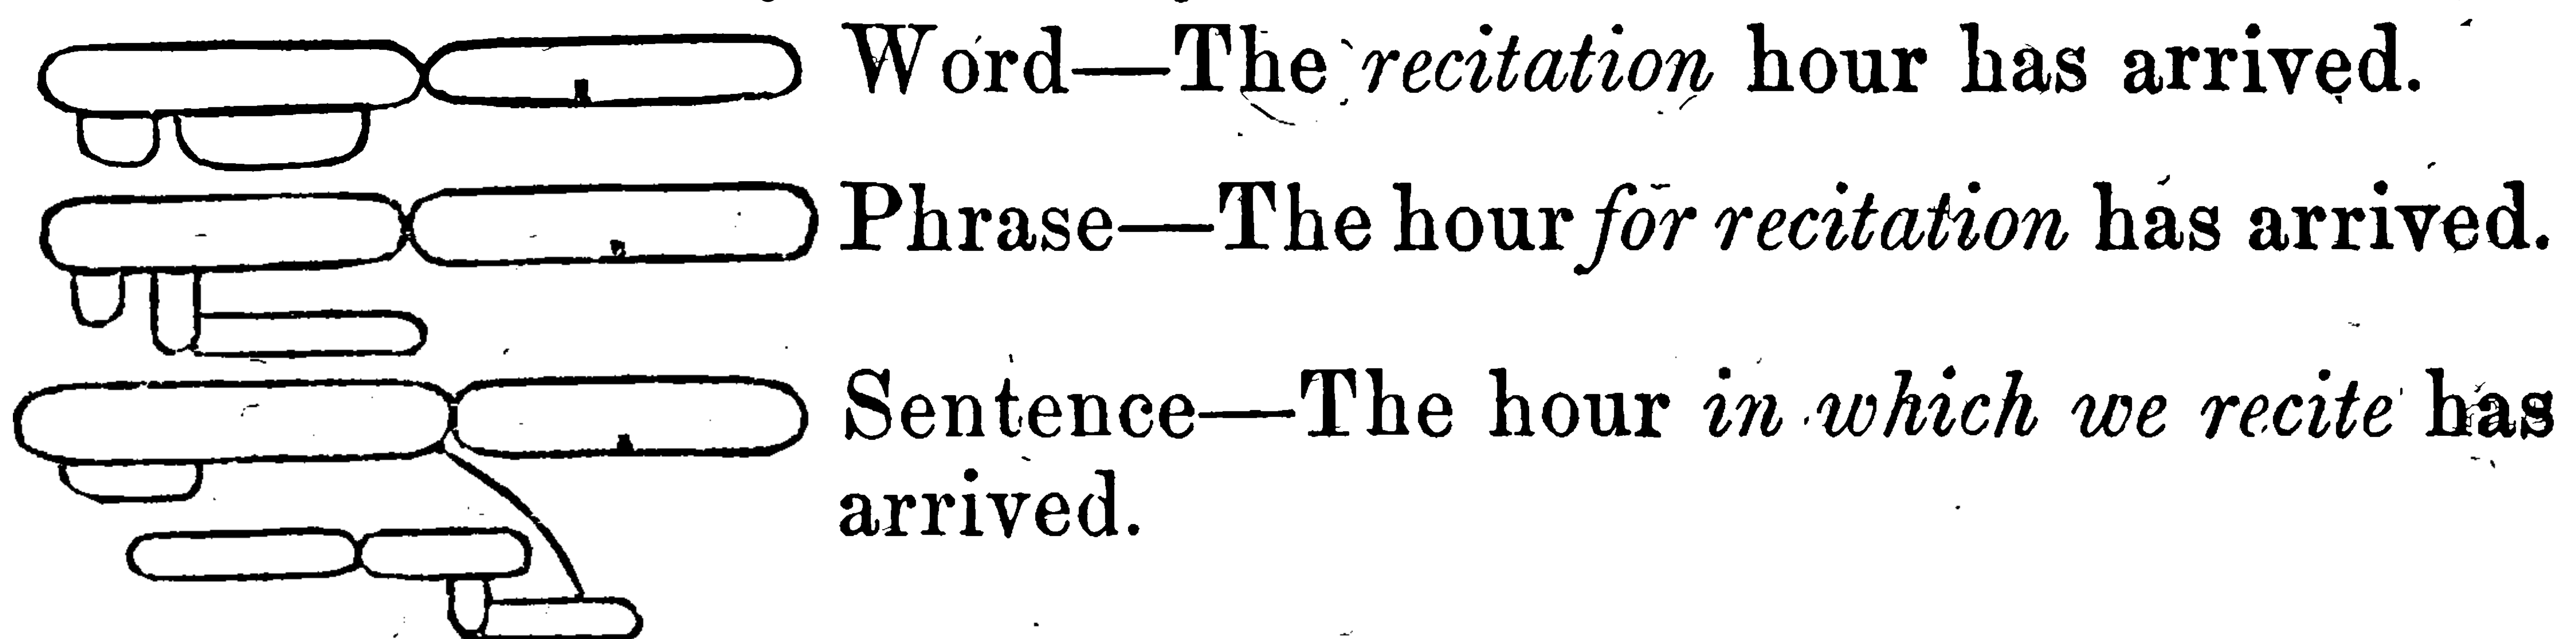 Word—The recitation hour has arrived.
Phrase—The hour for recitation has arrived.
Sentence—The hour in which we recite has
arrived.